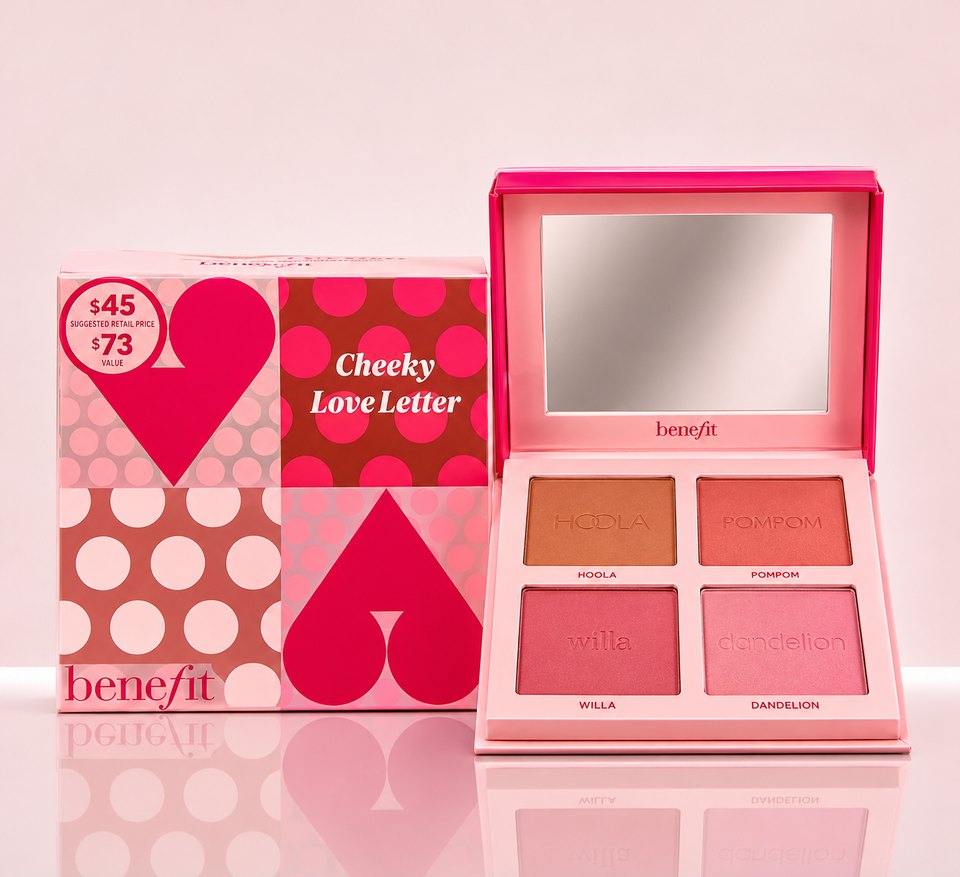 benefit
$45
SUGGESTED RETAIL PRICE
$73
VALUE
Cheeky
Love Letter
benefit
benefit
HOOLA
POMPOM
HOOLA
POMPOM
willa
dandelion
WILLA
DANDELION